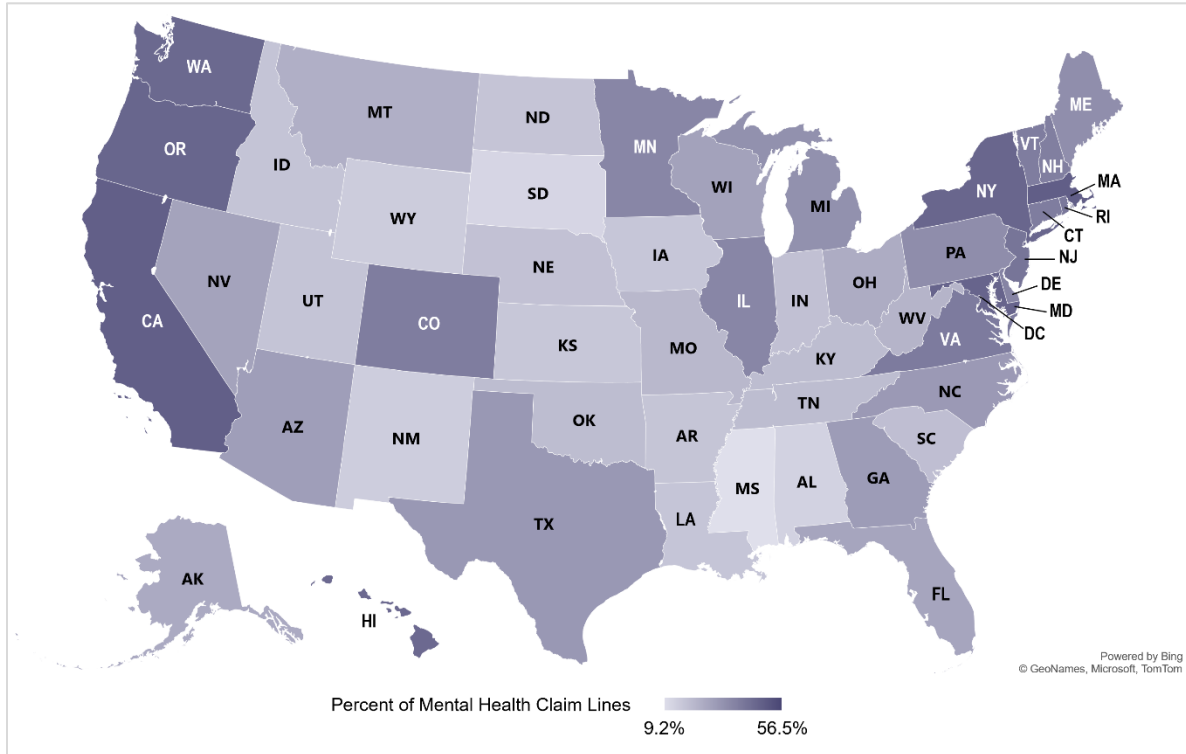 WA
MT
ND
MN
ME
OR
ID
SD
WI
VT
NH
NY
MA
WY
MI
RI
CT
IA
PA
NJ
NE
NV
OH
DE
UT
IL
IN
MD
CA
CO
WV
DC
VA
KS
MO
KY
NC
TN
AZ
OK
NM
AR
SC
MS
AL
GA
TX
LA
AK
FL
HI
Powered by Bing
© GeoNames, Microsoft, TomTom
Percent of Mental Health Claim Lines
9.2%
56.5%